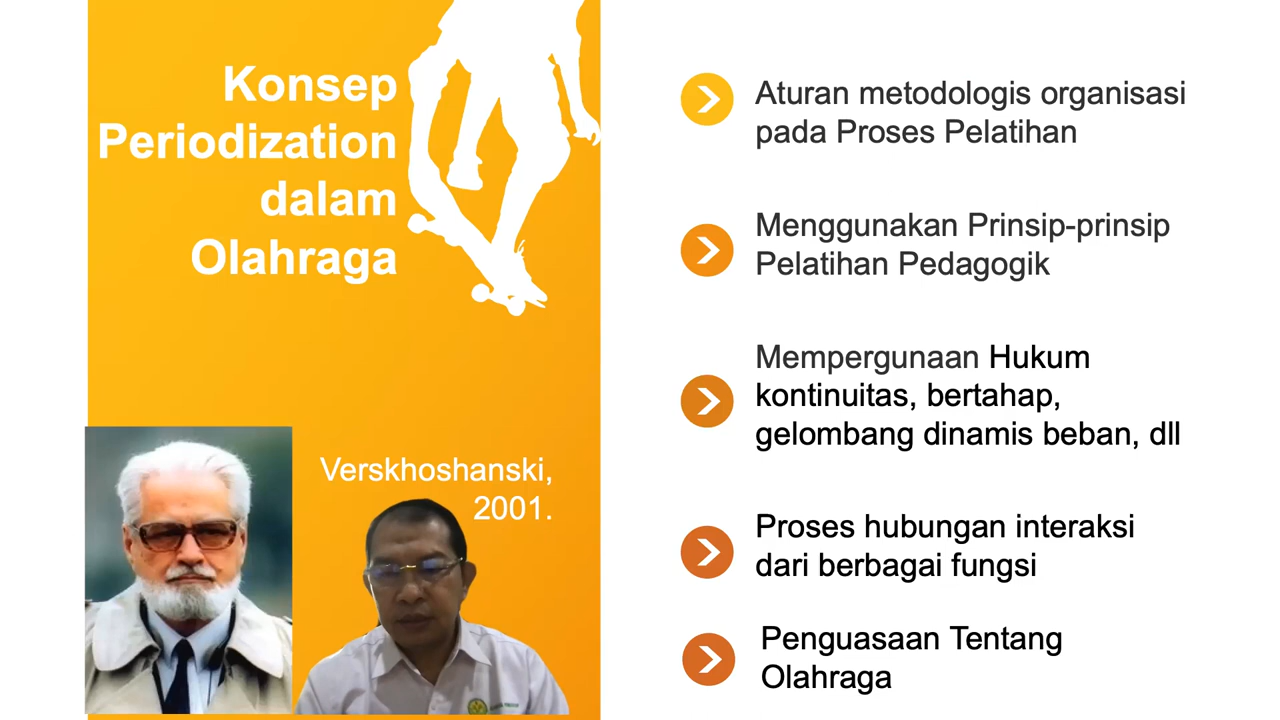 Konsep
Periodization
dalam
Olahraga
Verskhoshanski,
2001.
Aturan metodologis organisasi
pada Proses Pelatihan
Menggunakan Prinsip-prinsip
Pelatihan Pedagogik
Mempergunaan Hukum
kontinuitas, bertahap,
gelombang dinamis beban, dll
Proses hubungan interaksi
dari berbagai fungsi
Penguasaan Tentang
Olahraga